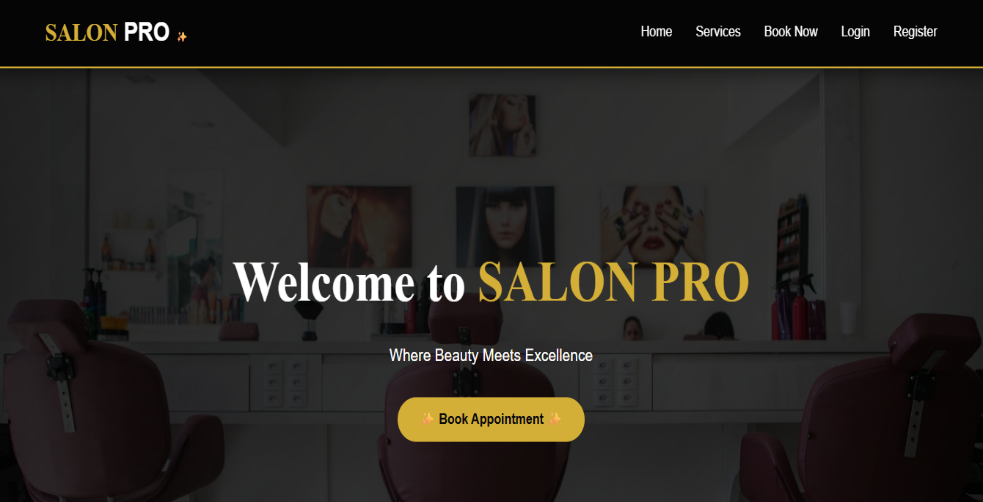 SALON PRO ✨
Home Services Book Now Login Register
Welcome to SALON PRO
Where Beauty Meets Excellence
✨ Book Appointment ✨